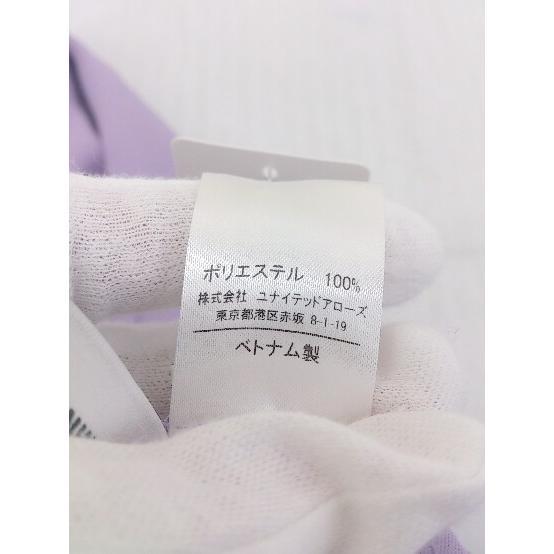 ポリエステル 100%
株式会社 ユナイテッドアローズ
東京都港区赤坂 8-1-19
ベトナム製